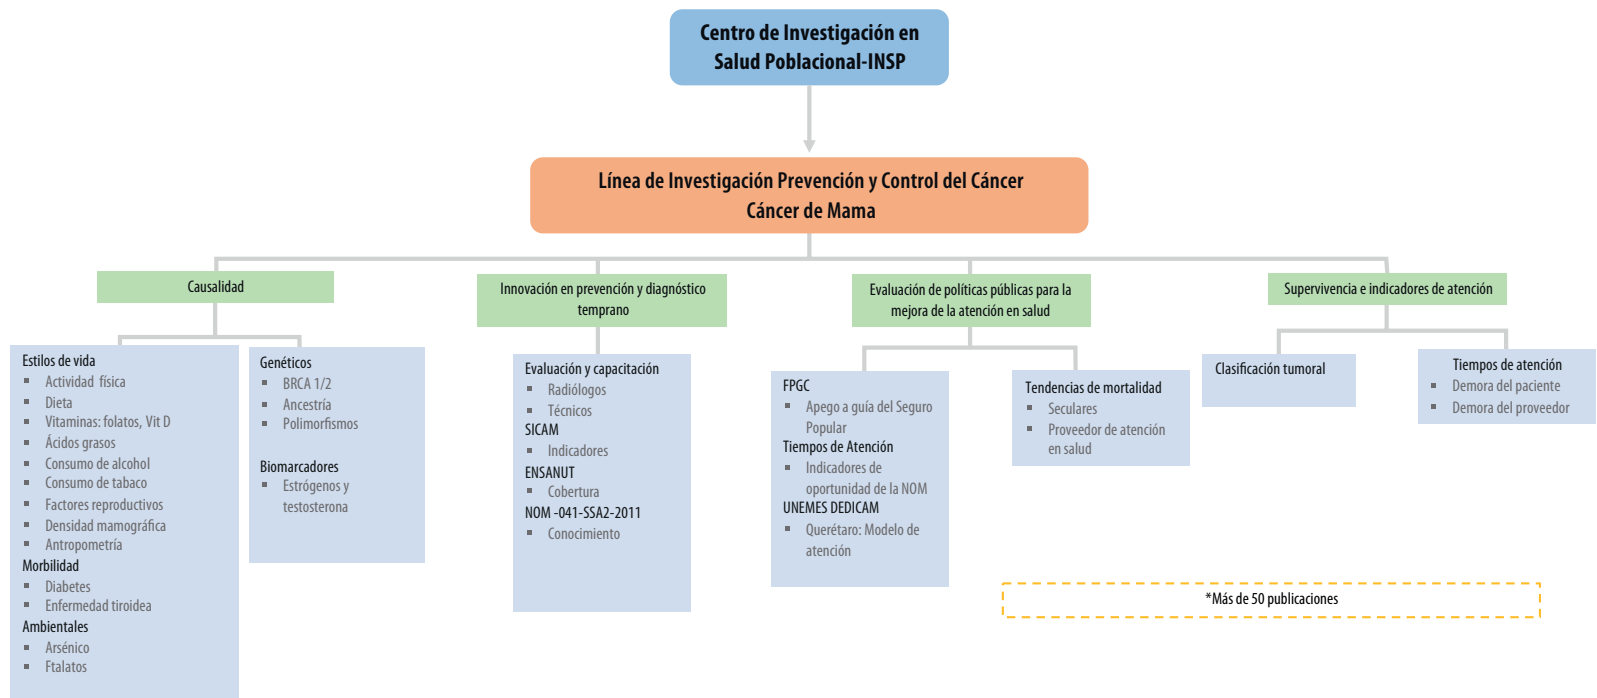 Centro de Investigación en
Salud Poblacional-INSP
Línea de Investigación Prevención y Control del Cáncer
Cáncer de Mama
Causalidad
Estilos de vida
▪ Actividad física
▪ Dieta
▪ Vitaminas: folatos, Vit D
▪ Ácidos grasos
▪ Consumo de alcohol
▪ Consumo de tabaco
▪ Factores reproductivos
▪ Densidad mamográfica
▪ Antropometría
Morbilidad
▪ Diabetes
▪ Enfermedad tiroidea
Ambientales
▪ Arsénico
▪ Ftalatos
Genéticos
▪ BRCA 1/2
▪ Ancestría
▪ Polimorfismos
Biomarcadores
▪ Estrógenos y
testosterona
Innovación en prevención y diagnóstico
temprano
Evaluación y capacitación
▪ Radiólogos
▪ Técnicos
SICAM
▪ Indicadores
ENSANUT
▪ Cobertura
NOM -041-SSA2-2011
▪ Conocimiento
Evaluación de políticas públicas para la
mejora de la atención en salud
FPGC
▪ Apego a guía del Seguro
Popular
Tiempos de Atención
▪ Indicadores de
oportunidad de la NOM
UNEMES DEDICAM
▪ Querétaro: Modelo de
atención
Tendencias de mortalidad
▪ Seculares
▪ Proveedor de atención
en salud
Supervivencia e indicadores de atención
Clasificación tumoral
Tiempos de atención
▪ Demora del paciente
▪ Demora del proveedor
*Más de 50 publicaciones